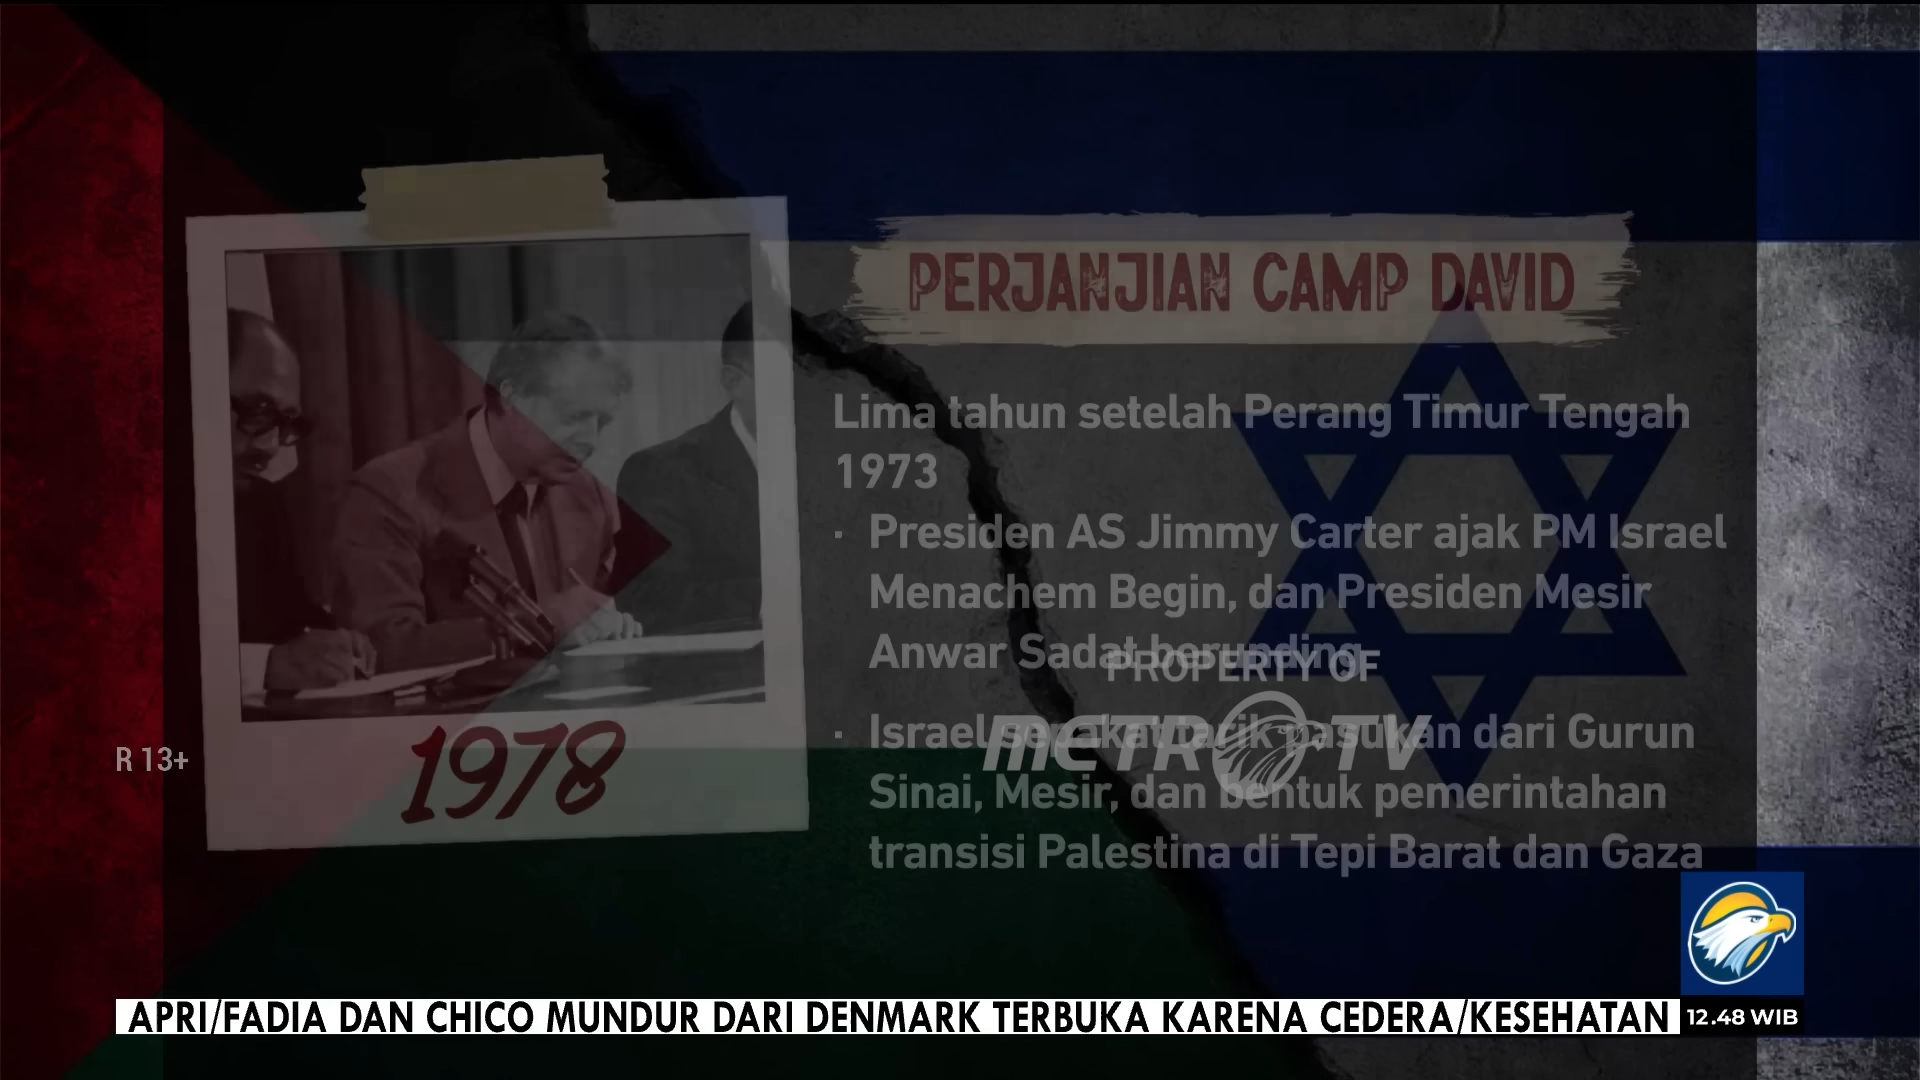 PERJANJIAN CAMP DAVID
Lima tahun setelah Perang Timur Tengah
1973
· Presiden AS Jimmy Carter ajak PM Israel
Menachem Begin, dan Presiden Mesir
Anwar Sadat berunding
PROPERTY OF
· Israel sepakat tarik pasukan dari Gurun
METRO TV
Sinai, Mesir, dan bentuk pemerintahan
transisi Palestina di Tepi Barat dan Gaza
1978
R 13+
APRI/FADIA DAN CHICO MUNDUR DARI DENMARK TERBUKA KARENA CEDERA/KESEHATAN
12.48 WIB